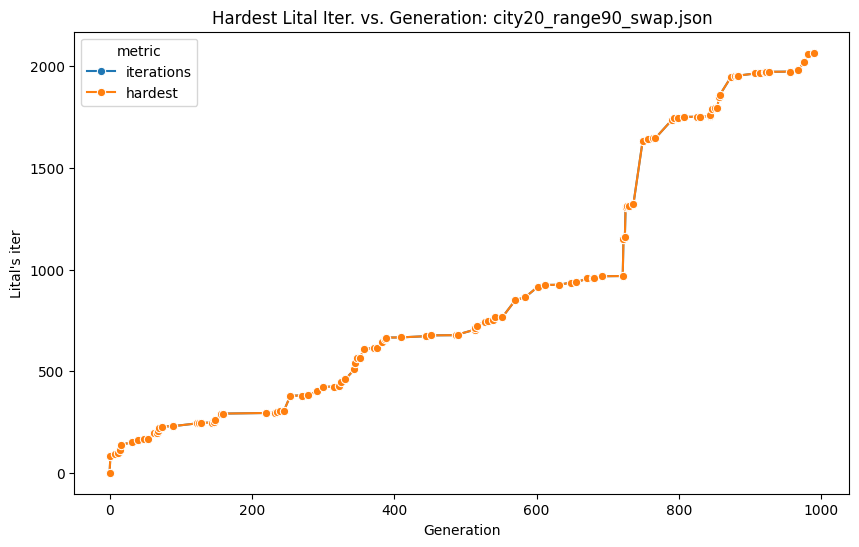 Hardest Lital Iter. vs. Generation: city20_range90_swap.json
metric
iterations
hardest
2000
1500
1000
500
0
Lital's iter
0 200 400 600 800 1000
Generation